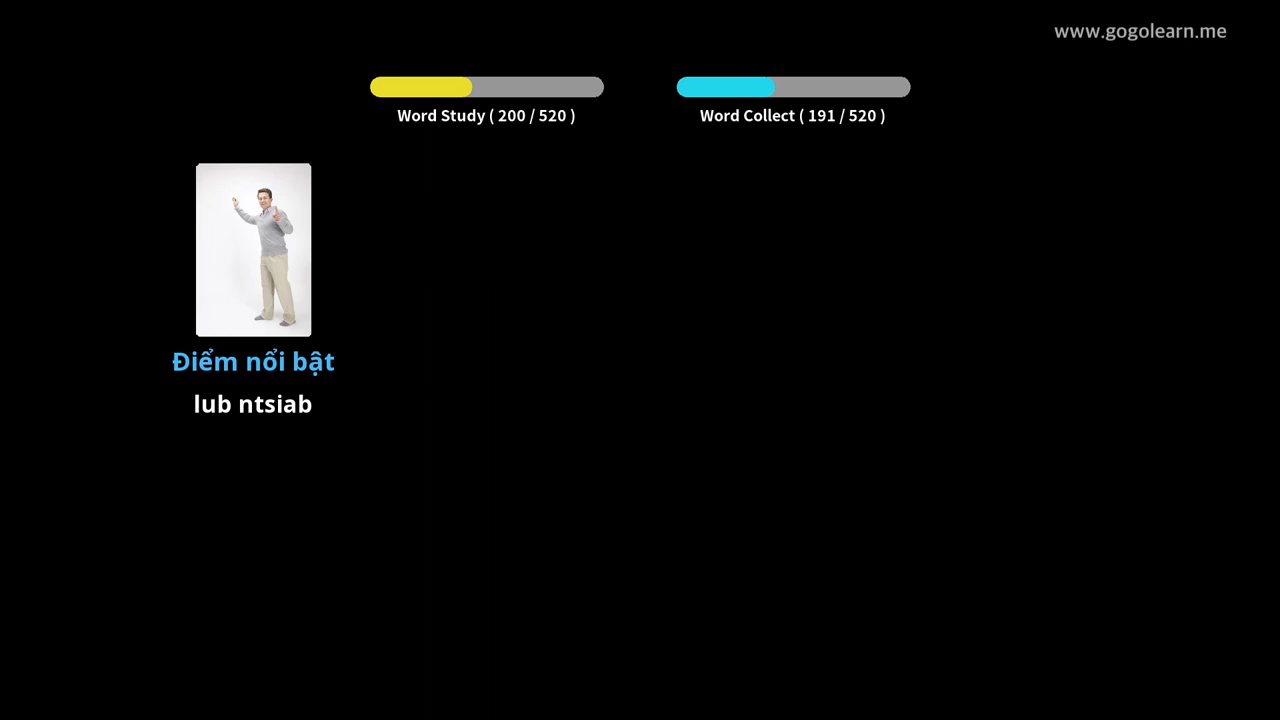 www.gogolearn.me
Word Study ( 200 / 520 )
Word Collect ( 191 / 520 )
Điểm nổi bật
lub ntsiab